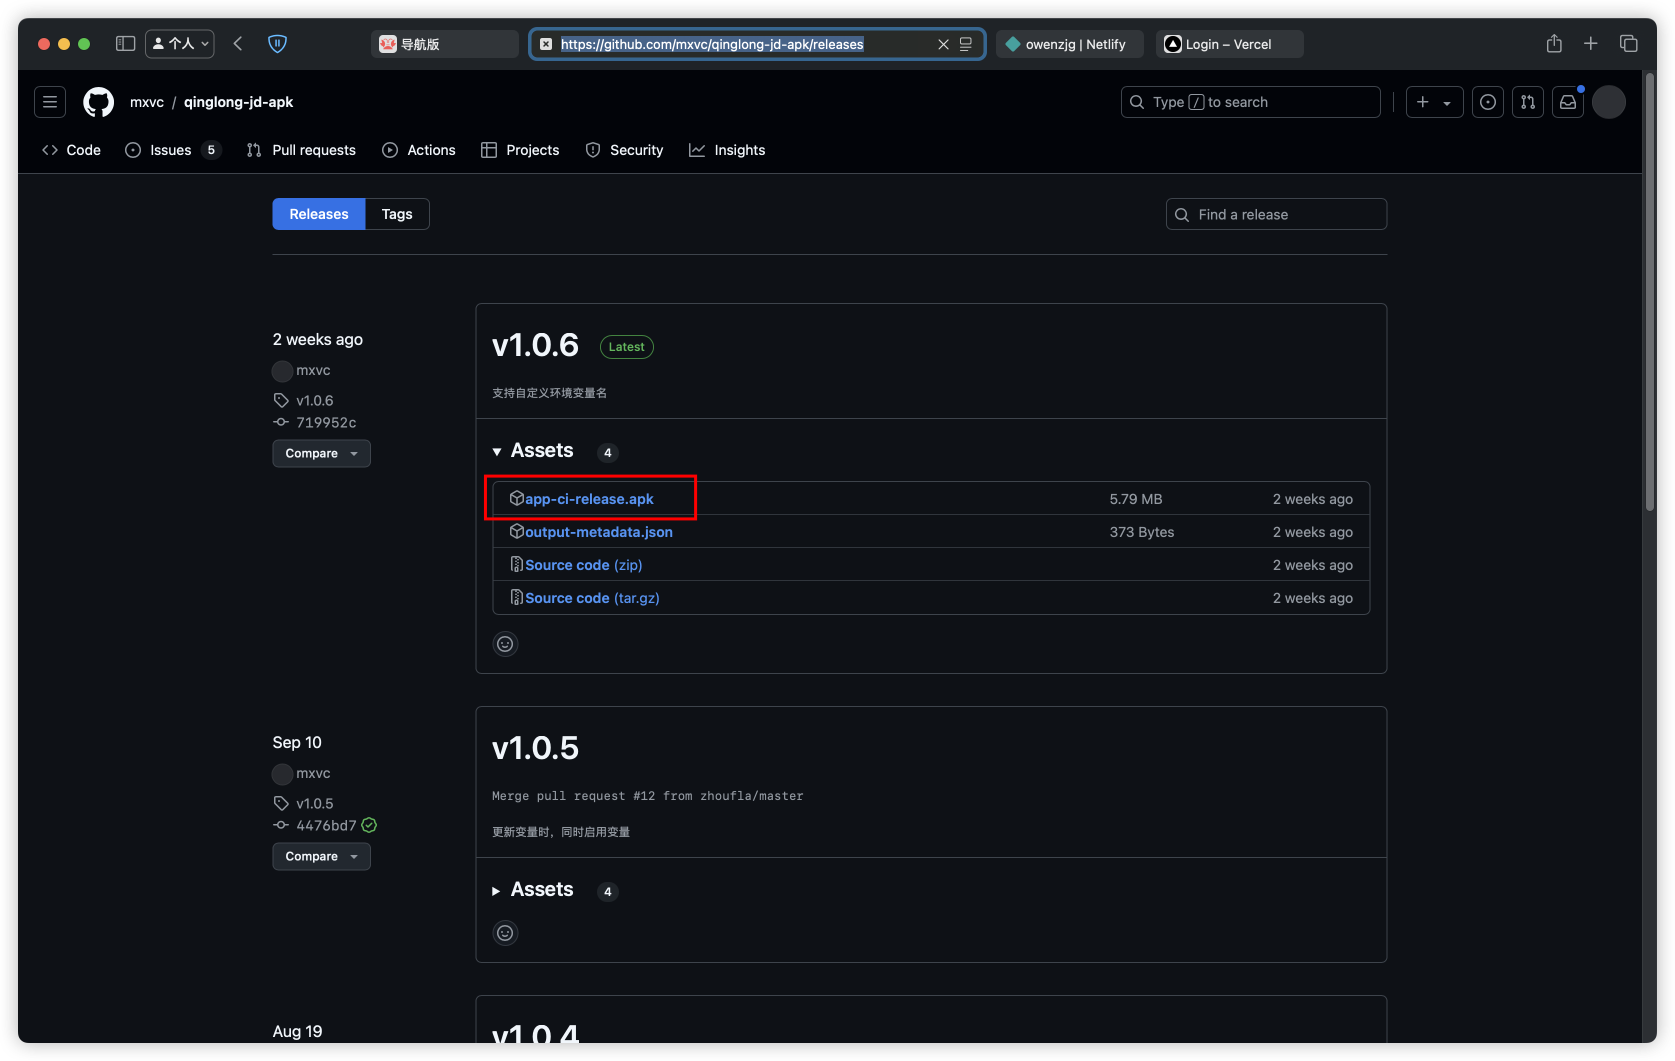 个人
导航版
https://github.com/mxvc/qinglong-jd-apk/releases
owenzjg | Netlify
Login – Vercel
mxvc / qinglong-jd-apk
Type / to search
Code
Issues 5
Pull requests
Actions
Projects
Security
Insights
Releases
Tags
Find a release
2 weeks ago
mxvc
v1.0.6
719952c
Compare
v1.0.6 Latest
支持自定义环境变量名
Assets 4
app-ci-release.apk 5.79 MB 2 weeks ago
output-metadata.json 373 Bytes 2 weeks ago
Source code (zip) 2 weeks ago
Source code (tar.gz) 2 weeks ago
Sep 10
mxvc
v1.0.5
4476bd7
Compare
v1.0.5
Merge pull request #12 from zhoufla/master
更新变量时，同时启用变量
Assets 4
Aug 19
v1.0.4